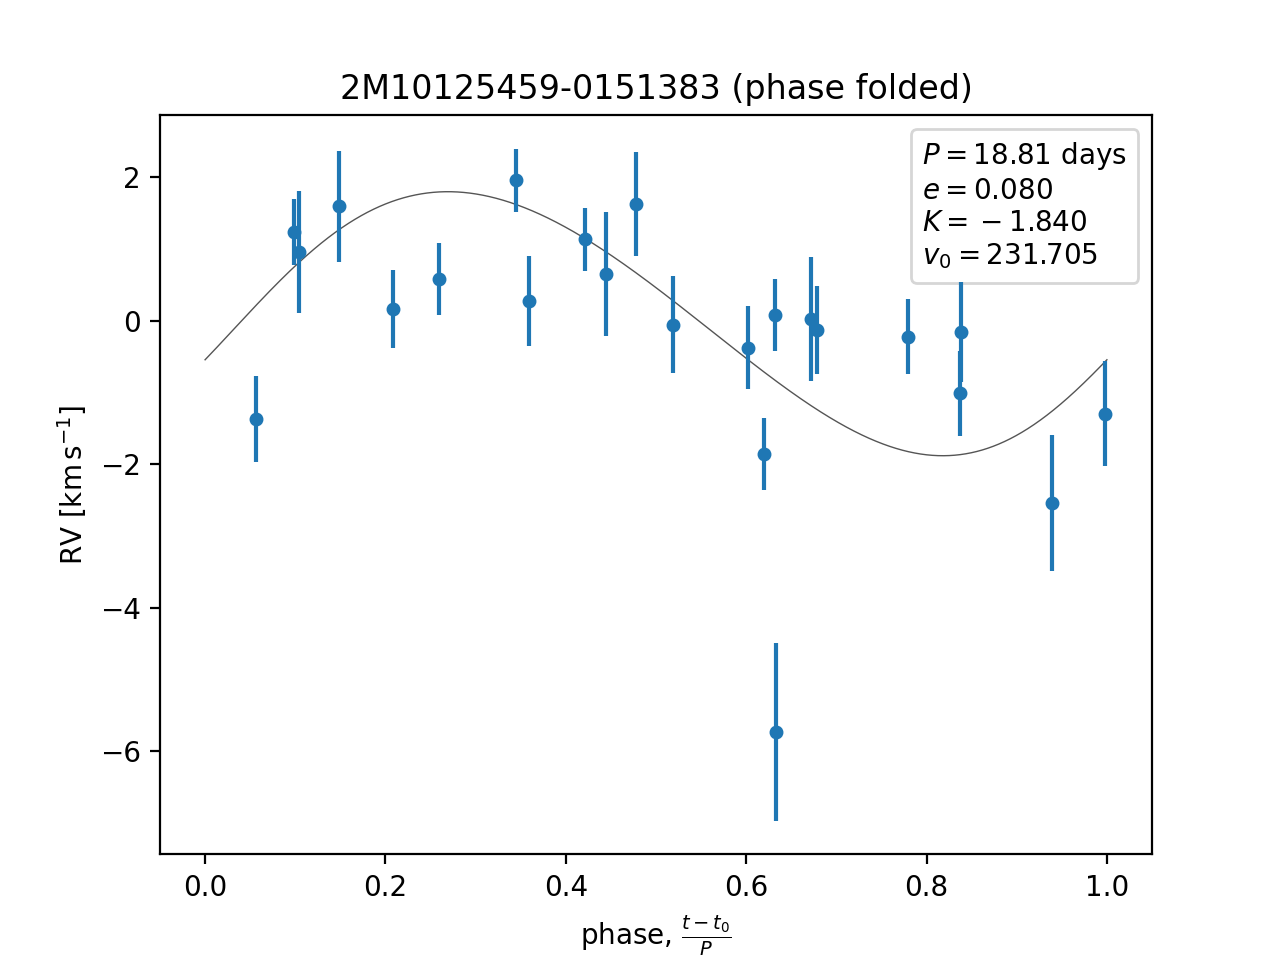 2M10125459-0151383 (phase folded)
P = 18.81 days
e = 0.080
K = −1.840
v₀ = 231.705
2
0
−2
−4
−6
RV [km s⁻¹]
0.0 0.2 0.4 0.6 0.8 1.0
phase, (t − t₀)/P